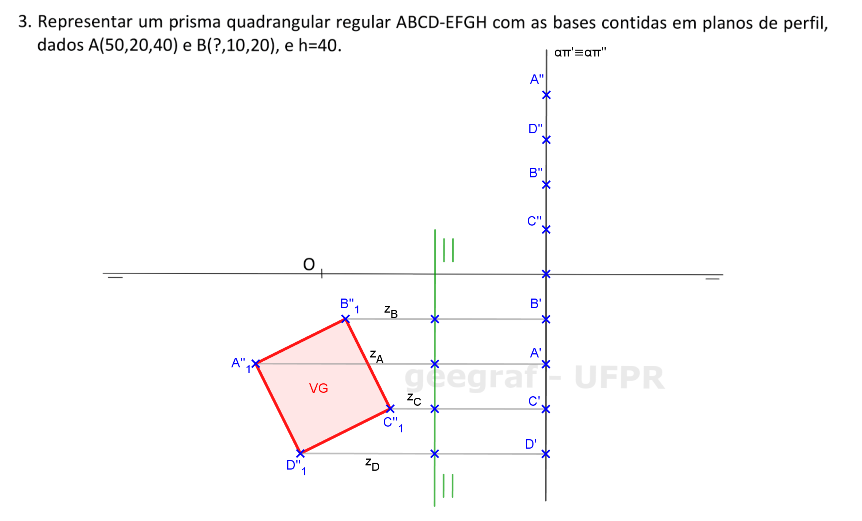 3. Representar um prisma quadrangular regular ABCD-EFGH com as bases contidas em planos de perfil,
dados A(50,20,40) e B(?,10,20), e h=40.
απ'≡απ"
A"
D"
B"
C"
O
B"1
zB
B'
A"1
zA
A'
geegraf - UFPR
VG
zC
C'
C"1
D'
D"1
zD